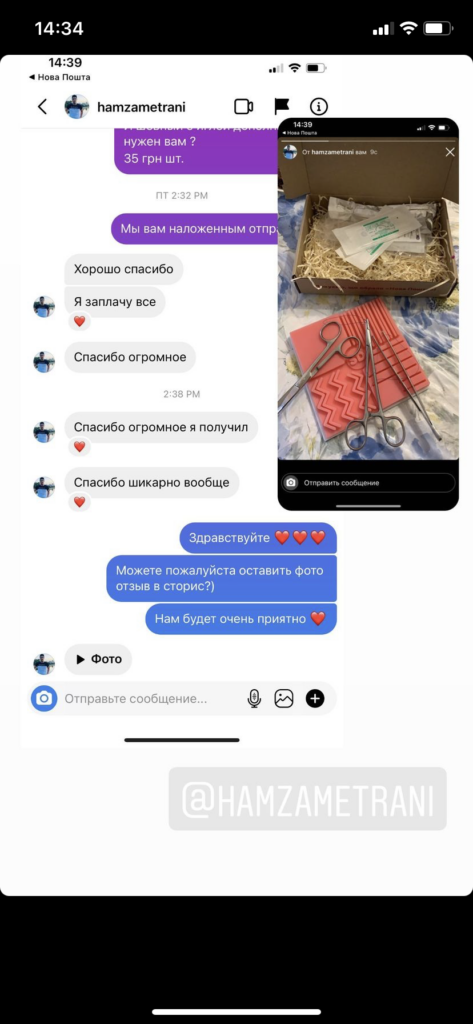 14:34
14:39
◀ Нова Пошта
hamzametrani
нужен вам ?
35 грн шт.
ПТ 2:32 PM
Мы вам наложенным отпр
Хорошо спасибо
Я заплачу все
Спасибо огромное
2:38 PM
Спасибо огромное я получил
Спасибо шикарно вообще
Здравствуйте ❤️❤️❤️
Можете пожалуйста оставить фото
отзыв в сторис?)
Нам будет очень приятно ❤️
▶ Фото
Отправьте сообщение...
14:39
◀ Нова Пошта
От hamzametrani вам 9с
Отправить сообщение
@HAMZAMETRANI